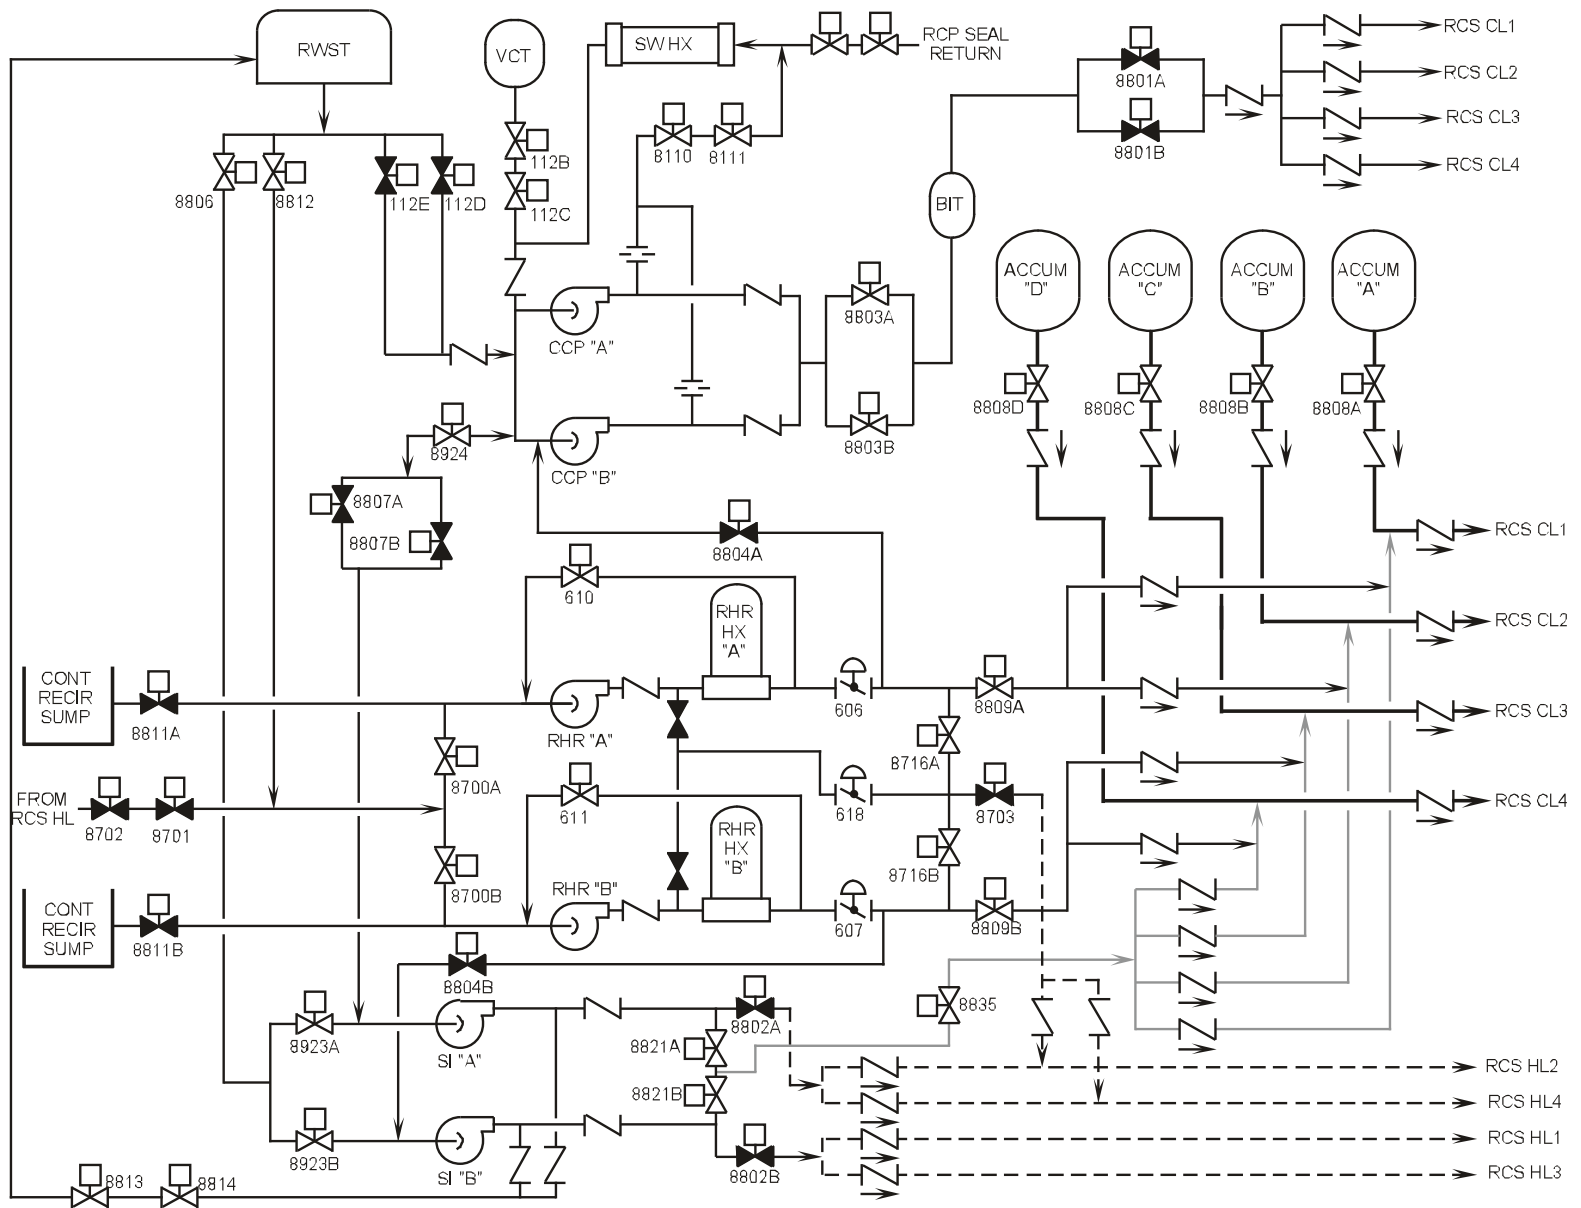 RWST
VCT
SW HX
RCP SEAL
RETURN
8801A
8801B
RCS CL1
RCS CL2
RCS CL3
RCS CL4
8806
8812
112E
112D
112B
112C
8110
8111
BIT
CCP "A"
CCP "B"
8803A
8803B
ACCUM
"D"
ACCUM
"C"
ACCUM
"B"
ACCUM
"A"
8808D
8808C
8808B
8808A
8924
8807A
8807B
8804A
610
RHR
HX
"A"
RCS CL1
RCS CL2
RCS CL3
RCS CL4
CONT
RECIR
SUMP
8811A
RHR "A"
606
8809A
8716A
8700A
FROM
RCS HL
8702
8701
611
618
8703
RHR
HX
"B"
8716B
8700B
CONT
RECIR
SUMP
8811B
RHR "B"
607
8809B
8804B
8835
8923A
SI "A"
8802A
8821A
8821B
8923B
SI "B"
8802B
8813
8814
RCS HL2
RCS HL4
RCS HL1
RCS HL3